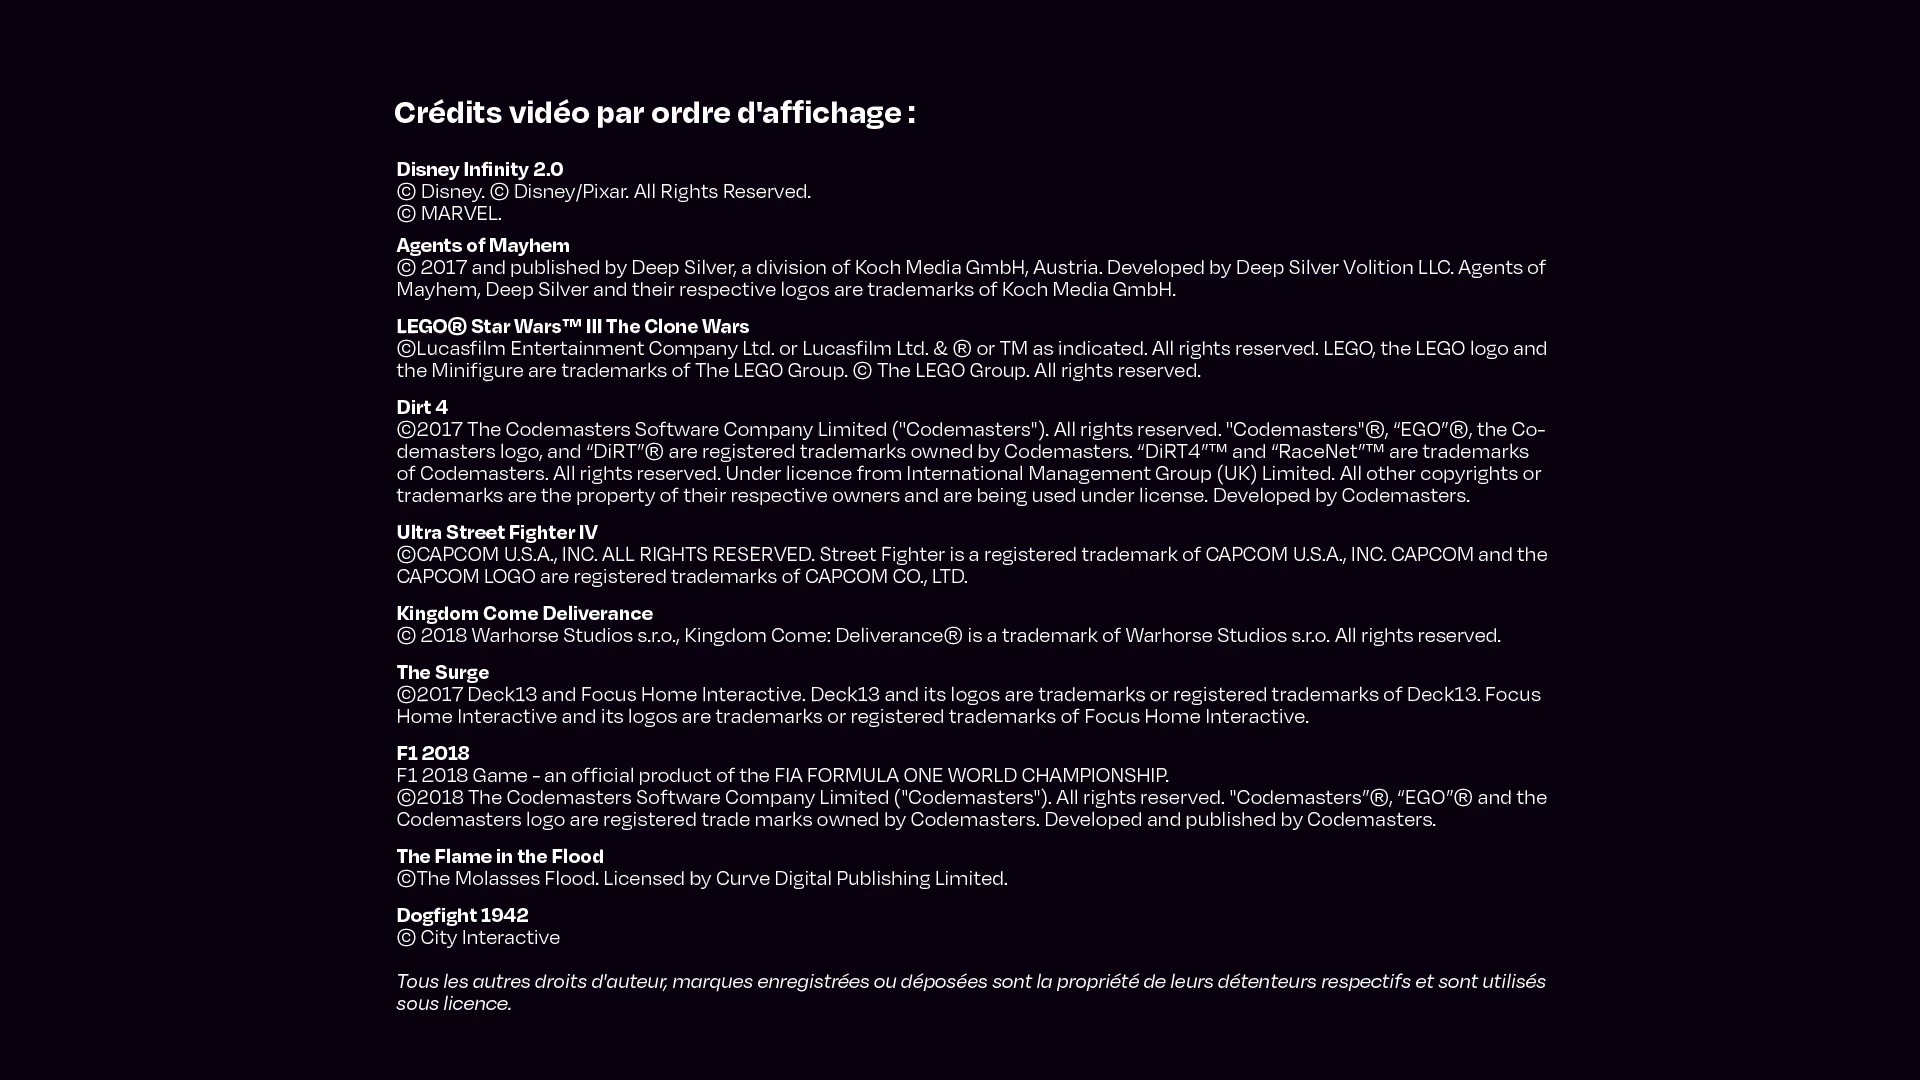 Crédits vidéo par ordre d'affichage :
Disney Infinity 2.0
© Disney. © Disney/Pixar. All Rights Reserved.
© MARVEL.
Agents of Mayhem
© 2017 and published by Deep Silver, a division of Koch Media GmbH, Austria. Developed by Deep Silver Volition LLC. Agents of
Mayhem, Deep Silver and their respective logos are trademarks of Koch Media GmbH.
LEGO® Star Wars™ III The Clone Wars
©Lucasfilm Entertainment Company Ltd. or Lucasfilm Ltd. & ® or TM as indicated. All rights reserved. LEGO, the LEGO logo and
the Minifigure are trademarks of The LEGO Group. © The LEGO Group. All rights reserved.
Dirt 4
©2017 The Codemasters Software Company Limited ("Codemasters"). All rights reserved. "Codemasters"®, “EGO”®, the Co-
demasters logo, and “DiRT”® are registered trademarks owned by Codemasters. “DiRT4”™ and “RaceNet”™ are trademarks
of Codemasters. All rights reserved. Under licence from International Management Group (UK) Limited. All other copyrights or
trademarks are the property of their respective owners and are being used under license. Developed by Codemasters.
Ultra Street Fighter IV
©CAPCOM U.S.A., INC. ALL RIGHTS RESERVED. Street Fighter is a registered trademark of CAPCOM U.S.A., INC. CAPCOM and the
CAPCOM LOGO are registered trademarks of CAPCOM CO., LTD.
Kingdom Come Deliverance
© 2018 Warhorse Studios s.r.o., Kingdom Come: Deliverance® is a trademark of Warhorse Studios s.r.o. All rights reserved.
The Surge
©2017 Deck13 and Focus Home Interactive. Deck13 and its logos are trademarks or registered trademarks of Deck13. Focus
Home Interactive and its logos are trademarks or registered trademarks of Focus Home Interactive.
F1 2018
F1 2018 Game - an official product of the FIA FORMULA ONE WORLD CHAMPIONSHIP.
©2018 The Codemasters Software Company Limited ("Codemasters"). All rights reserved. "Codemasters”®, “EGO”® and the
Codemasters logo are registered trade marks owned by Codemasters. Developed and published by Codemasters.
The Flame in the Flood
©The Molasses Flood. Licensed by Curve Digital Publishing Limited.
Dogfight 1942
© City Interactive
Tous les autres droits d'auteur, marques enregistrées ou déposées sont la propriété de leurs détenteurs respectifs et sont utilisés
sous licence.